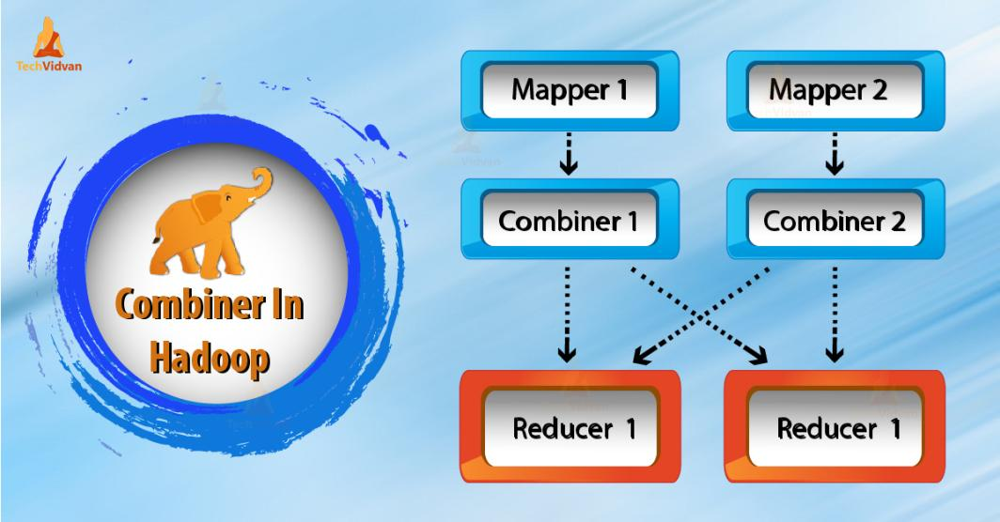 TechVidvan
Combiner In
Hadoop
Mapper 1
Mapper 2
Combiner 1
Combiner 2
Reducer 1
Reducer 1